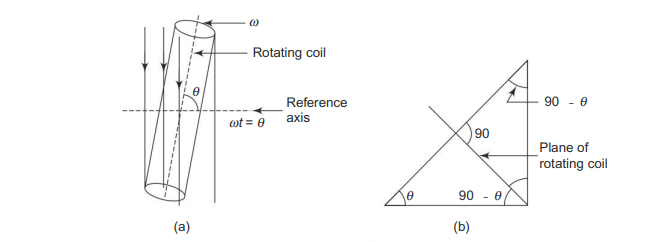 ω
Rotating coil
θ
Reference
axis
ωt = θ
(a)
90 - θ
90
Plane of
rotating coil
θ
90 - θ
(b)